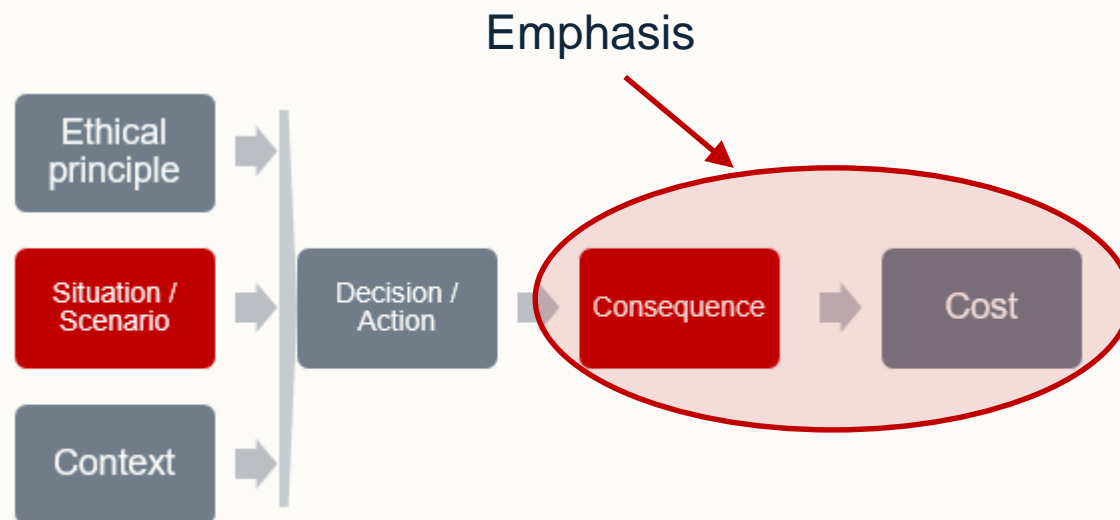 Emphasis
Ethical
principle
Situation /
Scenario
Decision /
Action
Consequence
Cost
Context